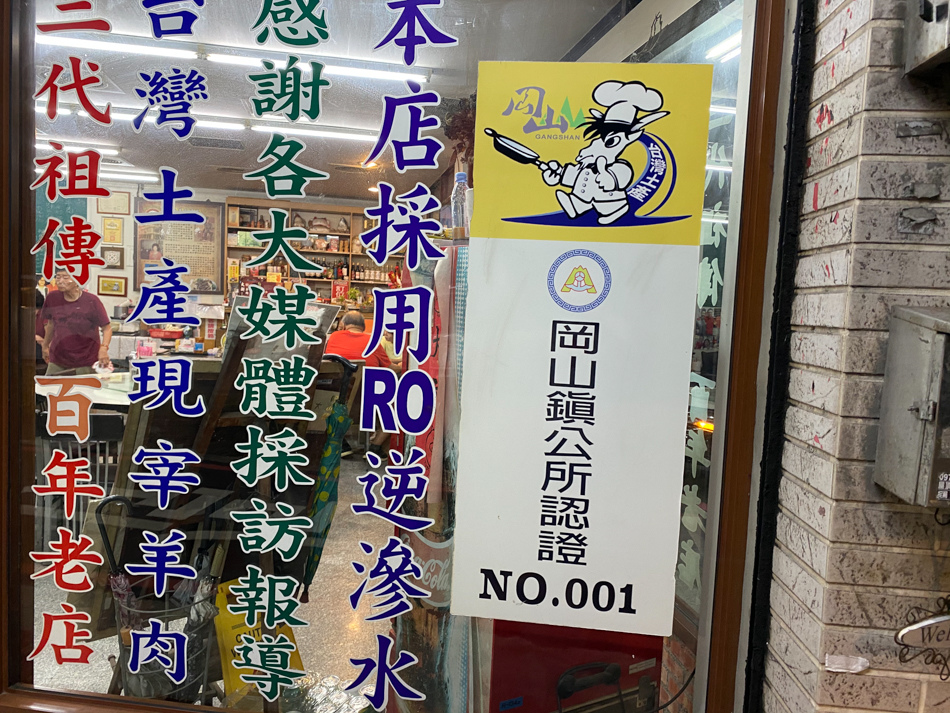 本店採用RO逆滲水
感謝各大媒體採訪報導
台灣土產現宰羊肉
三代祖傳 百年老店
岡山
GANGSHAN
台灣土產
岡山鎮公所認證
NO.001